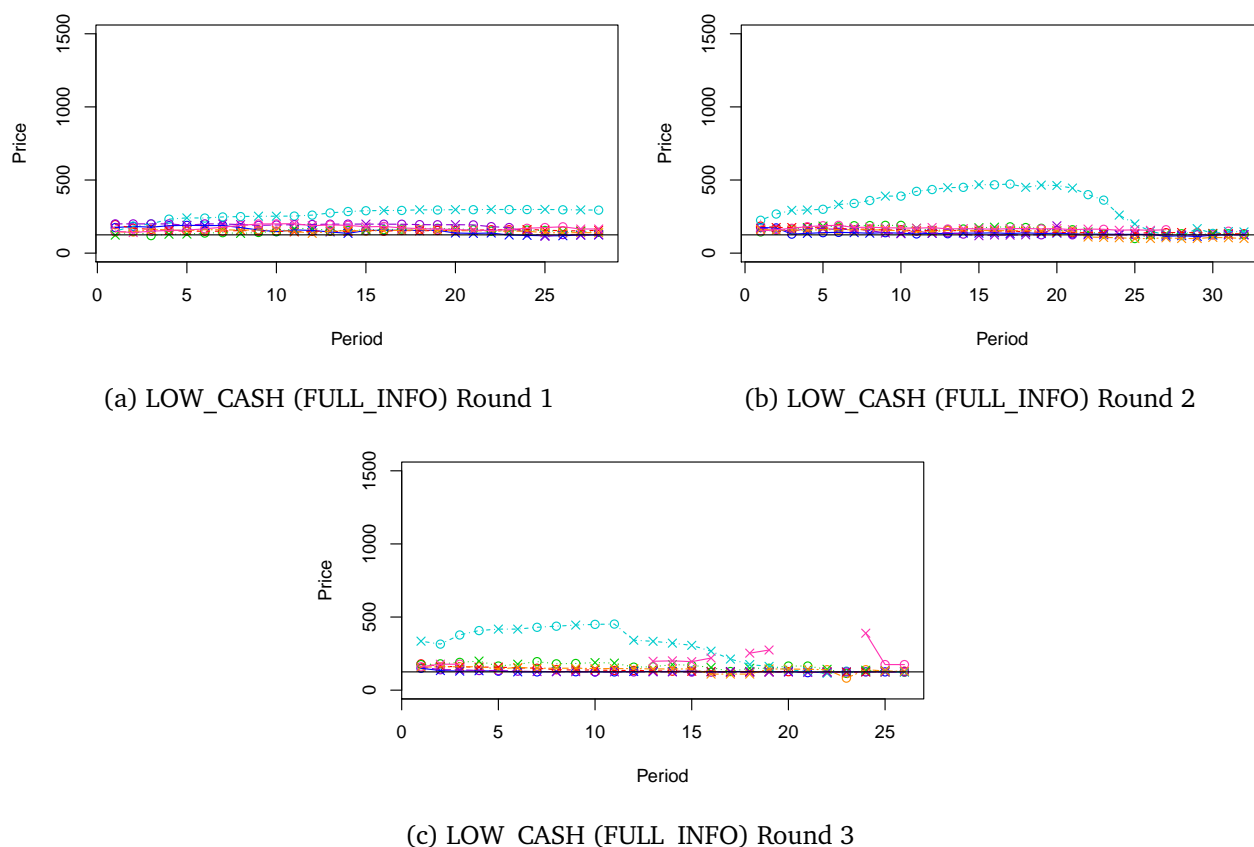 1500
1000
500
0
Price
0 5 10 15 20 25
Period
(a) LOW_CASH (FULL_INFO) Round 1
1500
1000
500
0
Price
0 5 10 15 20 25 30
Period
(b) LOW_CASH (FULL_INFO) Round 2
1500
1000
500
0
Price
0 5 10 15 20 25
Period
(c) LOW_CASH (FULL_INFO) Round 3